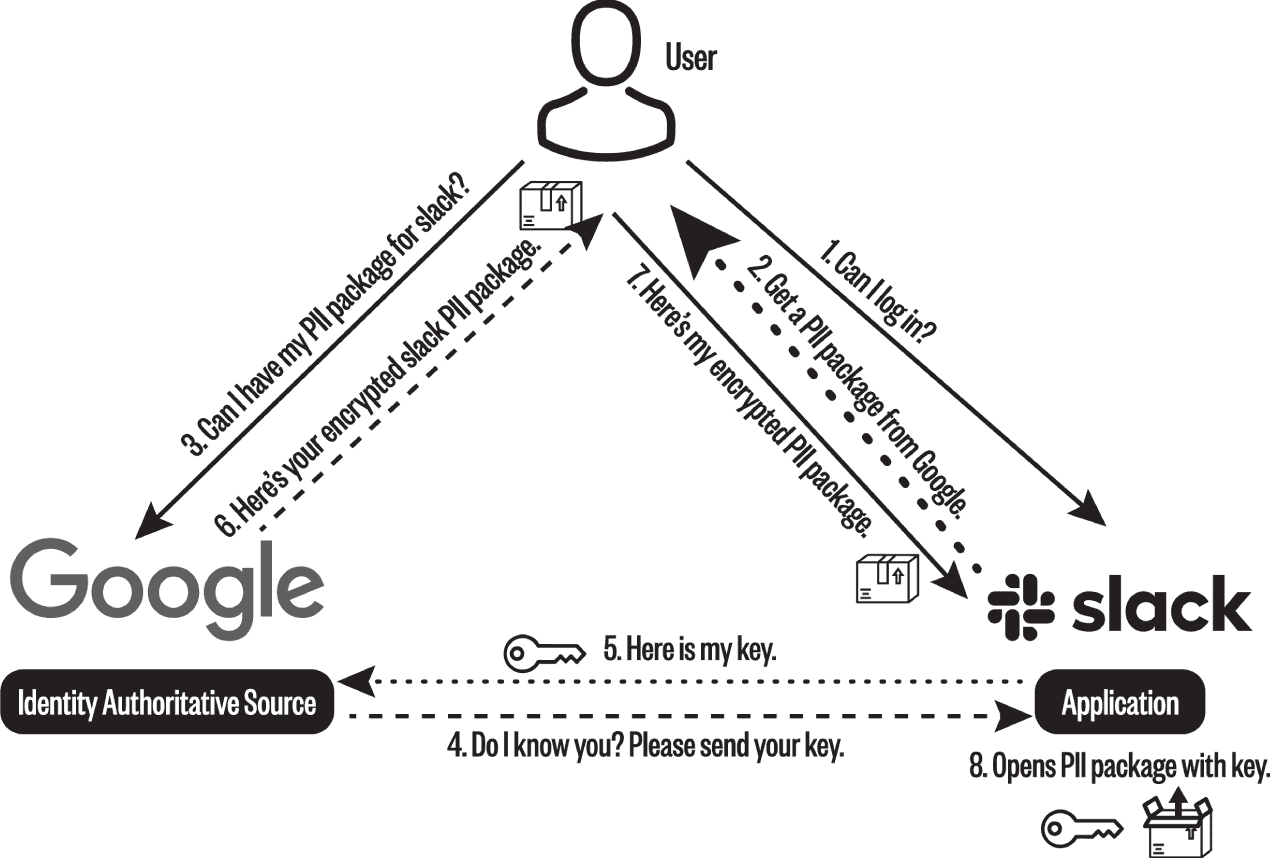 User
1. Can I log in?
2. Get a PII package from Google.
3. Can I have my PII package for slack?
6. Here's your encrypted slack PII package.
7. Here's my encrypted PII package.
Google
slack
5. Here is my key.
Identity Authoritative Source
Application
4. Do I know you? Please send your key.
8. Opens PII package with key.